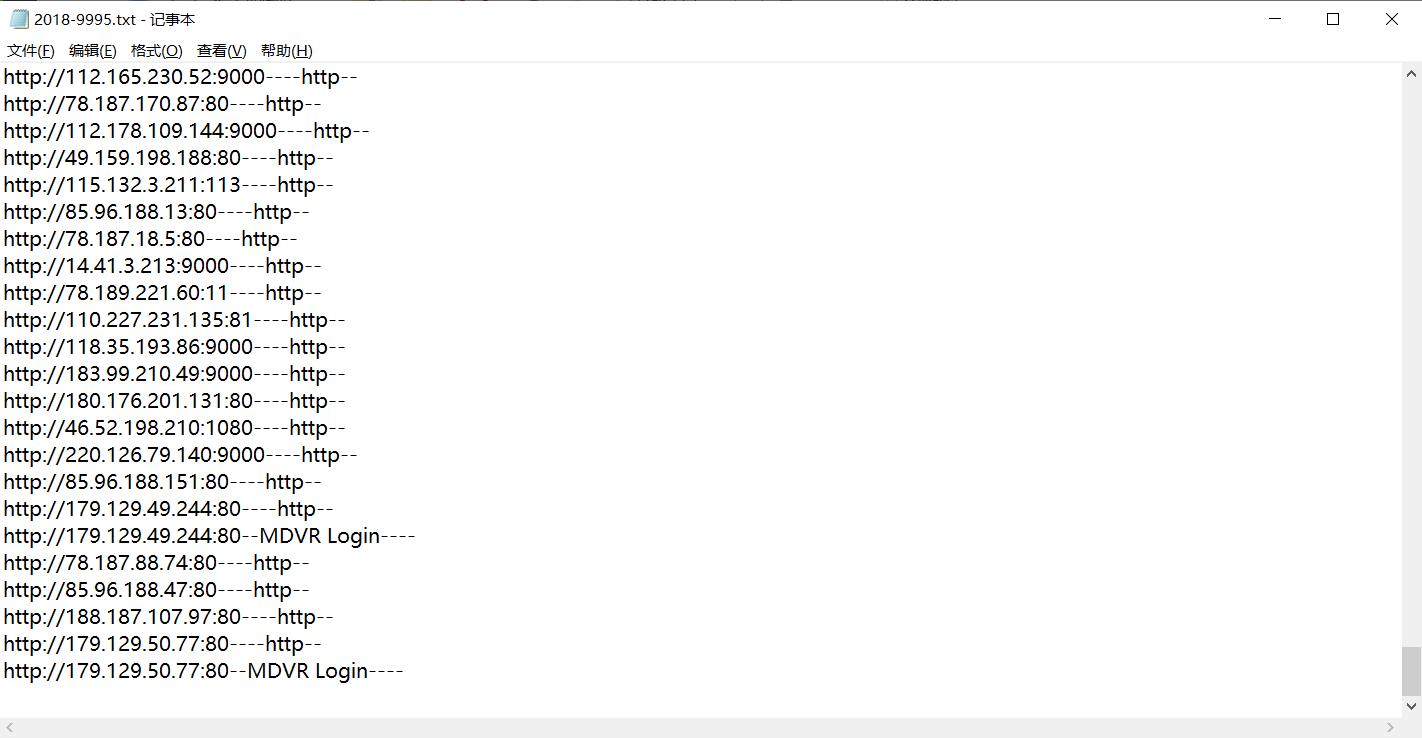 2018-9995.txt - 记事本
文件(F) 编辑(E) 格式(O) 查看(V) 帮助(H)
http://112.165.230.52:9000----http--
http://78.187.170.87:80----http--
http://112.178.109.144:9000----http--
http://49.159.198.188:80----http--
http://115.132.3.211:113----http--
http://85.96.188.13:80----http--
http://78.187.18.5:80----http--
http://14.41.3.213:9000----http--
http://78.189.221.60:11----http--
http://110.227.231.135:81----http--
http://118.35.193.86:9000----http--
http://183.99.210.49:9000----http--
http://180.176.201.131:80----http--
http://46.52.198.210:1080----http--
http://220.126.79.140:9000----http--
http://85.96.188.151:80----http--
http://179.129.49.244:80----http--
http://179.129.49.244:80--MDVR Login----
http://78.187.88.74:80----http--
http://85.96.188.47:80----http--
http://188.187.107.97:80----http--
http://179.129.50.77:80----http--
http://179.129.50.77:80--MDVR Login----